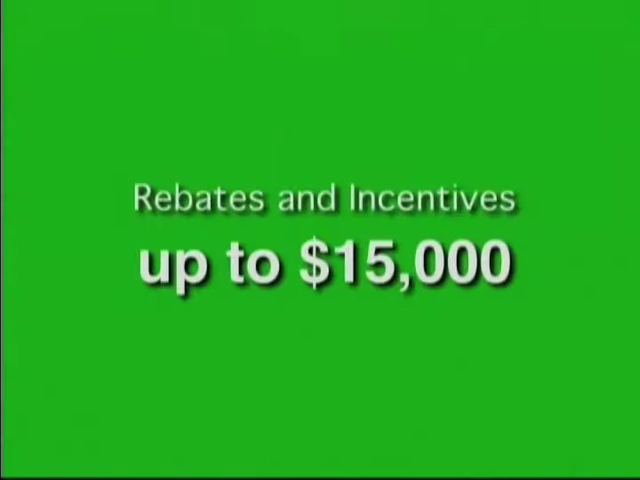 Rebates and Incentives
up to $15,000